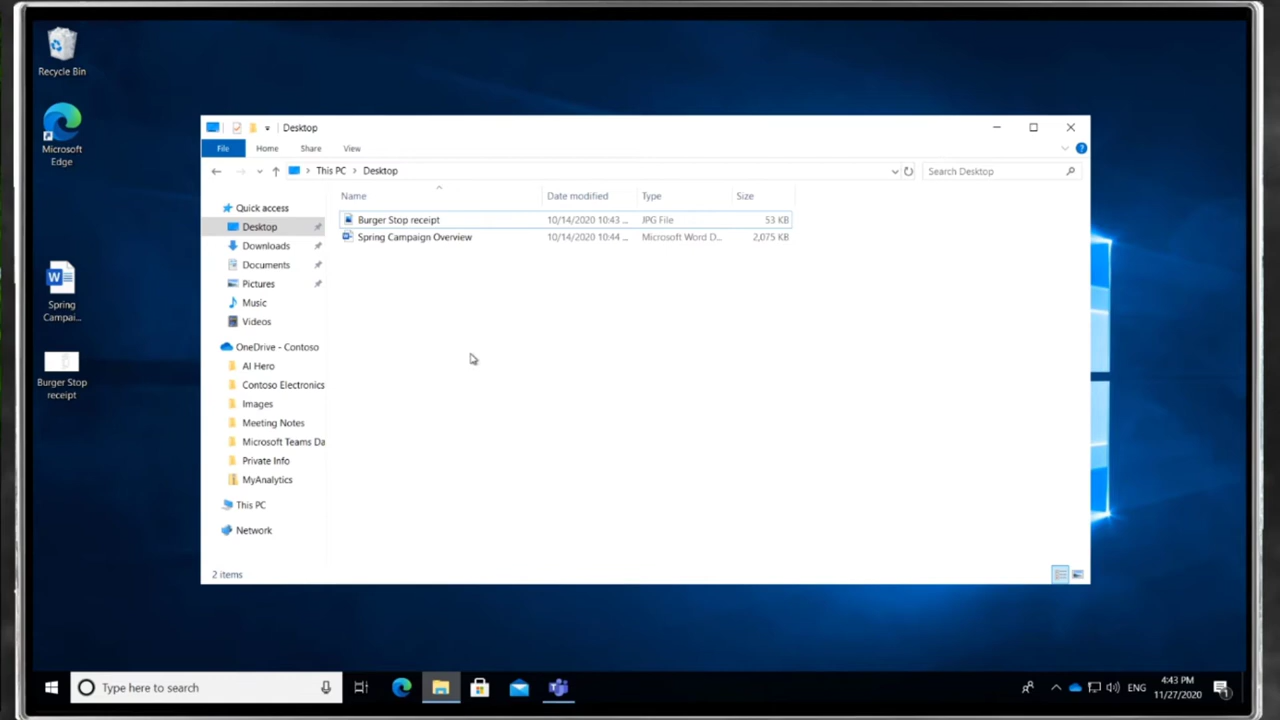 Recycle Bin
Microsoft
Edge
W
Spring
Campai...
Burger Stop
receipt
Desktop
File Home Share View
This PC > Desktop
Search Desktop
Name Date modified Type Size
Burger Stop receipt 10/14/2020 10:43 ... JPG File 53 KB
Spring Campaign Overview 10/14/2020 10:44 ... Microsoft Word D... 2,075 KB
Quick access
Desktop
Downloads
Documents
Pictures
Music
Videos
OneDrive - Contoso
AI Hero
Contoso Electronics
Images
Meeting Notes
Microsoft Teams Da
Private Info
MyAnalytics
This PC
Network
2 items
Type here to search
ENG
4:43 PM
11/27/2020
1